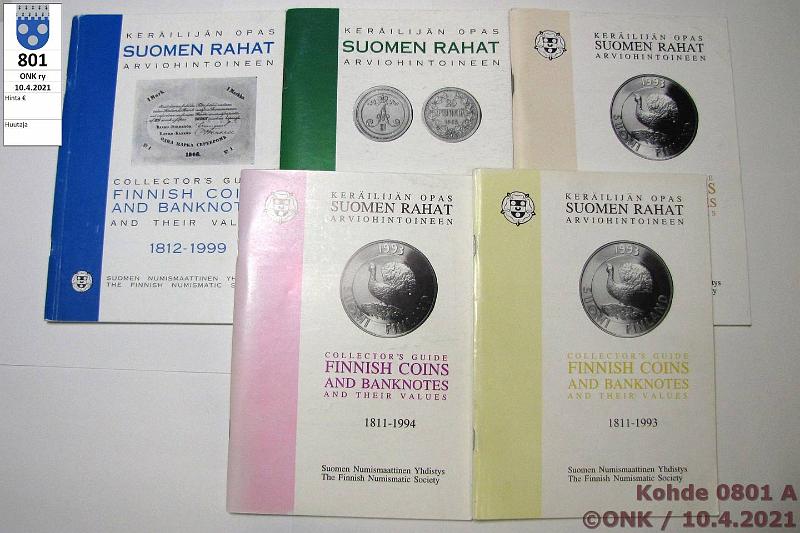 801
ONK ry
10.4.2021
Hinta €
Huutaja
KERÄILIJÄN OPAS
SUOMEN RAHAT
ARVIOHINTOINEEN
COLLECTOR'S GUIDE
FINNISH COINS
AND BANKNOTES
AND THEIR VALUES
1812-1999
SUOMEN NUMISMAATTINEN
THE FINNISH NUMISMATIC
KERÄILIJÄN OPAS
SUOMEN RAHAT
ARVIOHINTOINEEN
KERÄILIJÄN OPAS
SUOMEN RAHAT
ARVIOHINTOINEEN
1993
SUOMI FINLAND
KERÄILIJÄN OPAS
SUOMEN RAHAT
ARVIOHINTOINEEN
1993
SUOMI FINLAND
COLLECTOR'S GUIDE
FINNISH COINS
AND BANKNOTES
AND THEIR VALUES
1811-1994
Suomen Numismaattinen Yhdistys
The Finnish Numismatic Society
KERÄILIJÄN OPAS
SUOMEN RAHAT
ARVIOHINTOINEEN
1993
SUOMI FINLAND
COLLECTOR'S GUIDE
FINNISH COINS
AND BANKNOTES
AND THEIR VALUES
1811-1993
Suomen Numismaattinen Yhdistys
The Finnish Numismatic Society
Kohde 0801 A
©ONK / 10.4.2021